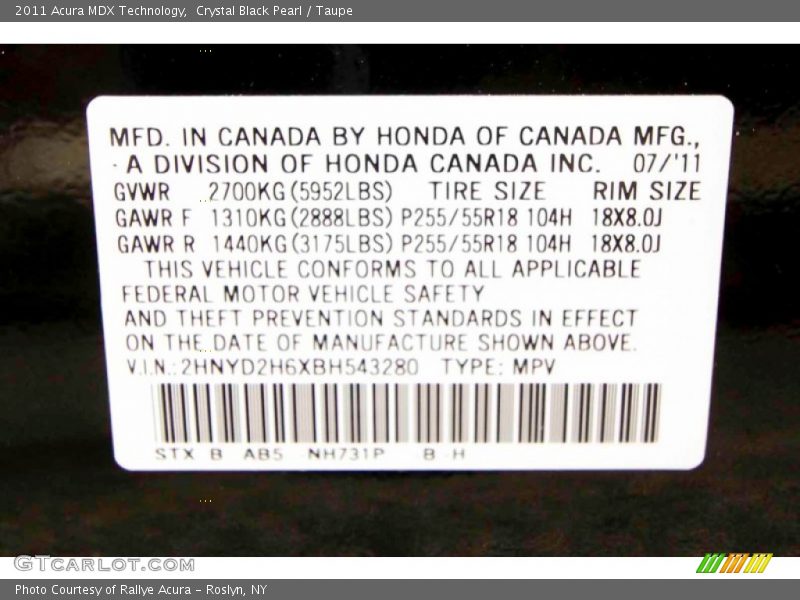 2011 Acura MDX Technology,  Crystal Black Pearl / Taupe
MFD. IN CANADA BY HONDA OF CANADA MFG.,
A DIVISION OF HONDA CANADA INC. 07/'11
GVWR 2700KG(5952LBS) TIRE SIZE RIM SIZE
GAWR F 1310KG(2888LBS) P255/55R18 104H 18X8.0J
GAWR R 1440KG(3175LBS) P255/55R18 104H 18X8.0J
THIS VEHICLE CONFORMS TO ALL APPLICABLE
FEDERAL MOTOR VEHICLE SAFETY
AND THEFT PREVENTION STANDARDS IN EFFECT
ON THE DATE OF MANUFACTURE SHOWN ABOVE.
V.I.N.:2HNYD2H6XBH543280 TYPE: MPV
STX B AB5 NH731P B H
GTCARLOT.COM
Photo Courtesy of Rallye Acura – Roslyn, NY